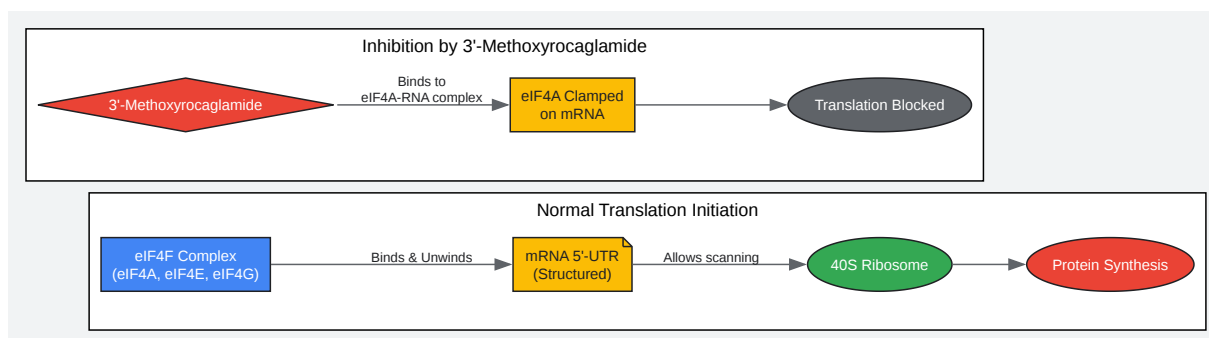 Inhibition by 3'-Methoxyrocaglamide
3'-Methoxyrocaglamide
Binds to
eIF4A-RNA complex
eIF4A Clamped
on mRNA
Translation Blocked
Normal Translation Initiation
eIF4F Complex
(eIF4A, eIF4E, eIF4G)
Binds & Unwinds
mRNA 5'-UTR
(Structured)
Allows scanning
40S Ribosome
Protein Synthesis